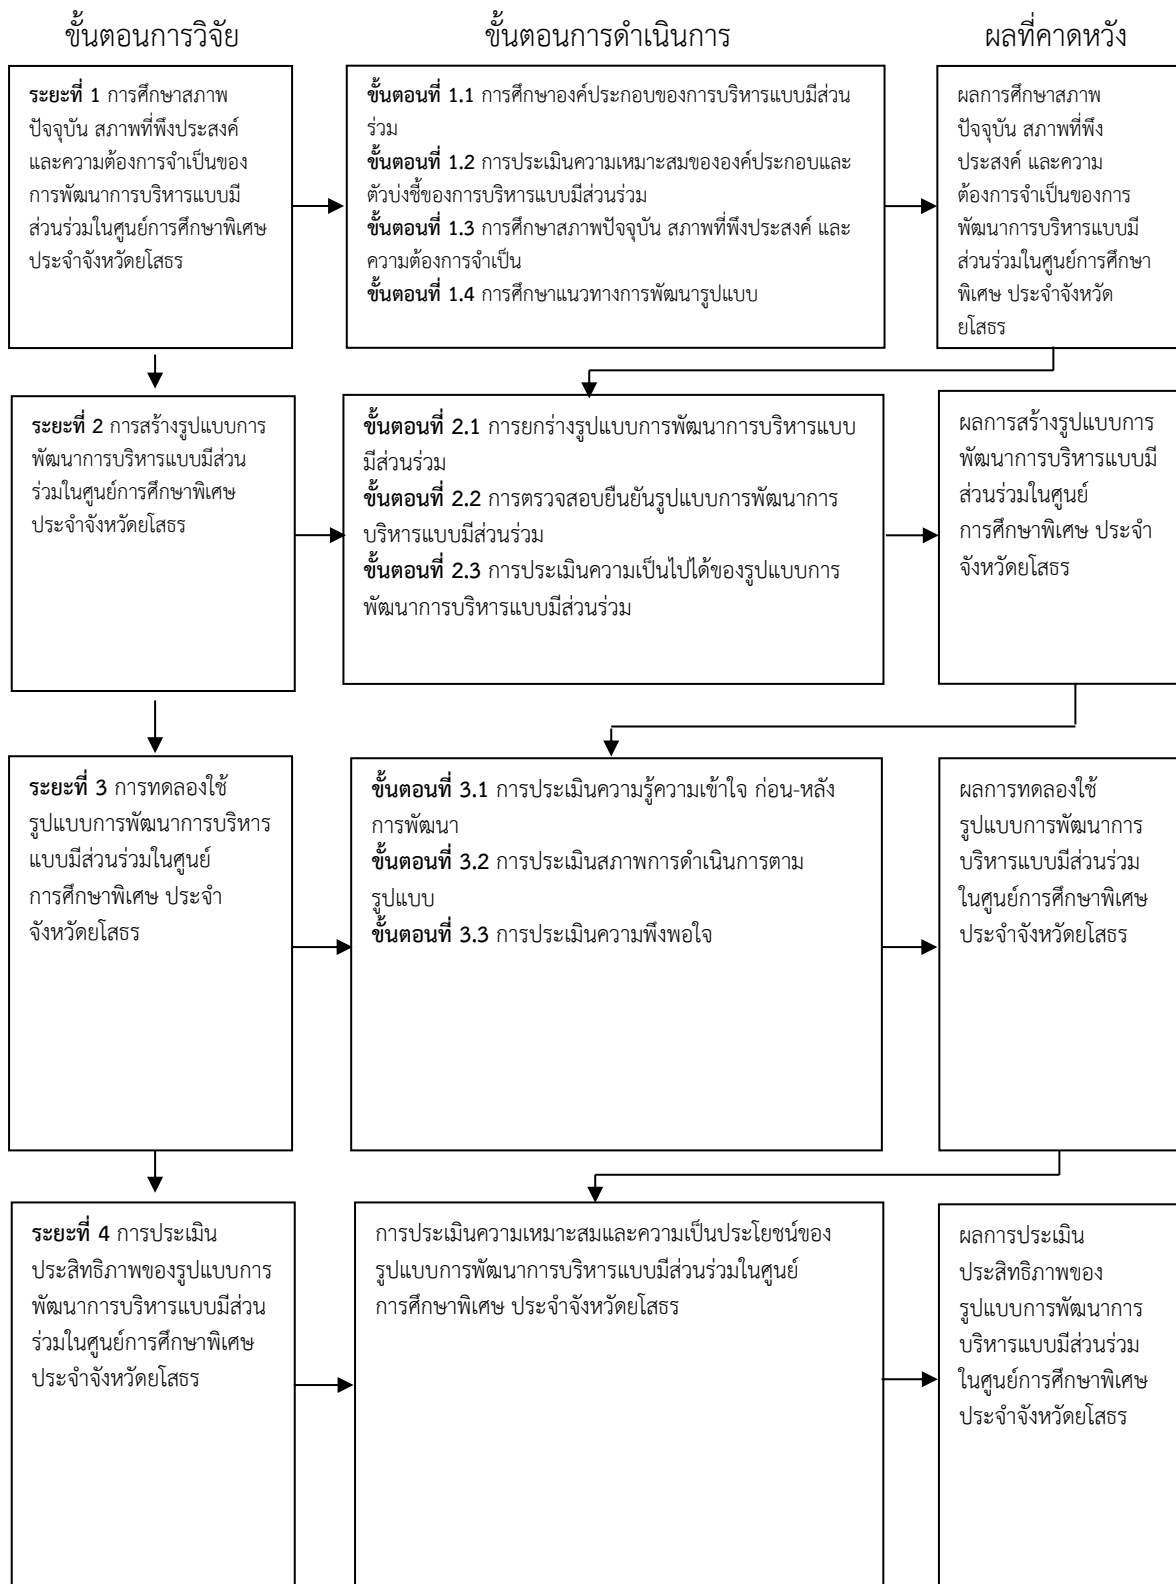 ขั้นตอนการวิจัย
ขั้นตอนการดำเนินการ
ผลที่คาดหวัง
ระยะที่ 1 การศึกษาสภาพ
ปัจจุบัน สภาพที่พึงประสงค์
และความต้องการจำเป็นของ
การพัฒนาการบริหารแบบมี
ส่วนร่วมในศูนย์การศึกษาพิเศษ
ประจำจังหวัดยโสธร
ขั้นตอนที่ 1.1 การศึกษาองค์ประกอบของการบริหารแบบมีส่วน
ร่วม
ขั้นตอนที่ 1.2 การประเมินความเหมาะสมขององค์ประกอบและ
ตัวบ่งชี้ของการบริหารแบบมีส่วนร่วม
ขั้นตอนที่ 1.3 การศึกษาสภาพปัจจุบัน สภาพที่พึงประสงค์ และ
ความต้องการจำเป็น
ขั้นตอนที่ 1.4 การศึกษาแนวทางการพัฒนารูปแบบ
ผลการศึกษาสภาพ
ปัจจุบัน สภาพที่พึง
ประสงค์ และความ
ต้องการจำเป็นของการ
พัฒนาการบริหารแบบมี
ส่วนร่วมในศูนย์การศึกษา
พิเศษ ประจำจังหวัด
ยโสธร
ระยะที่ 2 การสร้างรูปแบบการ
พัฒนาการบริหารแบบมีส่วน
ร่วมในศูนย์การศึกษาพิเศษ
ประจำจังหวัดยโสธร
ขั้นตอนที่ 2.1 การยกร่างรูปแบบการพัฒนาการบริหารแบบ
มีส่วนร่วม
ขั้นตอนที่ 2.2 การตรวจสอบยืนยันรูปแบบการพัฒนาการ
บริหารแบบมีส่วนร่วม
ขั้นตอนที่ 2.3 การประเมินความเป็นไปได้ของรูปแบบการ
พัฒนาการบริหารแบบมีส่วนร่วม
ผลการสร้างรูปแบบการ
พัฒนาการบริหารแบบมี
ส่วนร่วมในศูนย์
การศึกษาพิเศษ ประจำ
จังหวัดยโสธร
ระยะที่ 3 การทดลองใช้
รูปแบบการพัฒนาการบริหาร
แบบมีส่วนร่วมในศูนย์
การศึกษาพิเศษ ประจำ
จังหวัดยโสธร
ขั้นตอนที่ 3.1 การประเมินความรู้ความเข้าใจ ก่อน-หลัง
การพัฒนา
ขั้นตอนที่ 3.2 การประเมินสภาพการดำเนินการตาม
รูปแบบ
ขั้นตอนที่ 3.3 การประเมินความพึงพอใจ
ผลการทดลองใช้
รูปแบบการพัฒนาการ
บริหารแบบมีส่วนร่วม
ในศูนย์การศึกษาพิเศษ
ประจำจังหวัดยโสธร
ระยะที่ 4 การประเมิน
ประสิทธิภาพของรูปแบบการ
พัฒนาการบริหารแบบมีส่วน
ร่วมในศูนย์การศึกษาพิเศษ
ประจำจังหวัดยโสธร
การประเมินความเหมาะสมและความเป็นประโยชน์ของ
รูปแบบการพัฒนาการบริหารแบบมีส่วนร่วมในศูนย์
การศึกษาพิเศษ ประจำจังหวัดยโสธร
ผลการประเมิน
ประสิทธิภาพของ
รูปแบบการพัฒนาการ
บริหารแบบมีส่วนร่วม
ในศูนย์การศึกษาพิเศษ
ประจำจังหวัดยโสธร